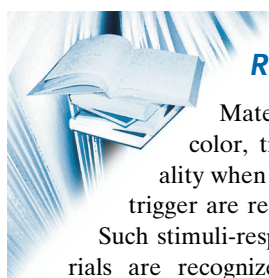 R
Mate
color, t
ality when
trigger are re
Such stimuli-resp
rials are recognize